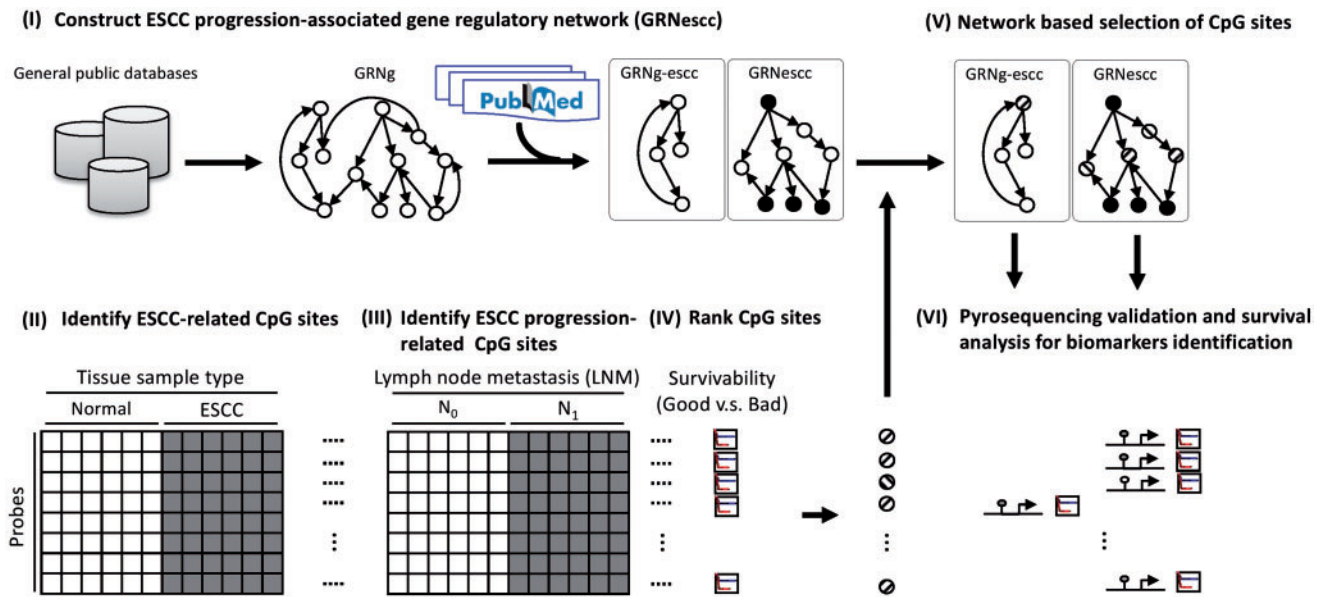 (I) Construct ESCC progression-associated gene regulatory network (GRNescc)
(V) Network based selection of CpG sites
General public databases
GRNg
PubMed
GRNg-escc
GRNescc
GRNg-escc
GRNescc
(II) Identify ESCC-related CpG sites
(III) Identify ESCC progression-
related CpG sites
(IV) Rank CpG sites
(VI) Pyrosequencing validation and survival
analysis for biomarkers identification
Tissue sample type
Normal
ESCC
Lymph node metastasis (LNM)
N0
N1
Survivability
(Good v.s. Bad)
Probes